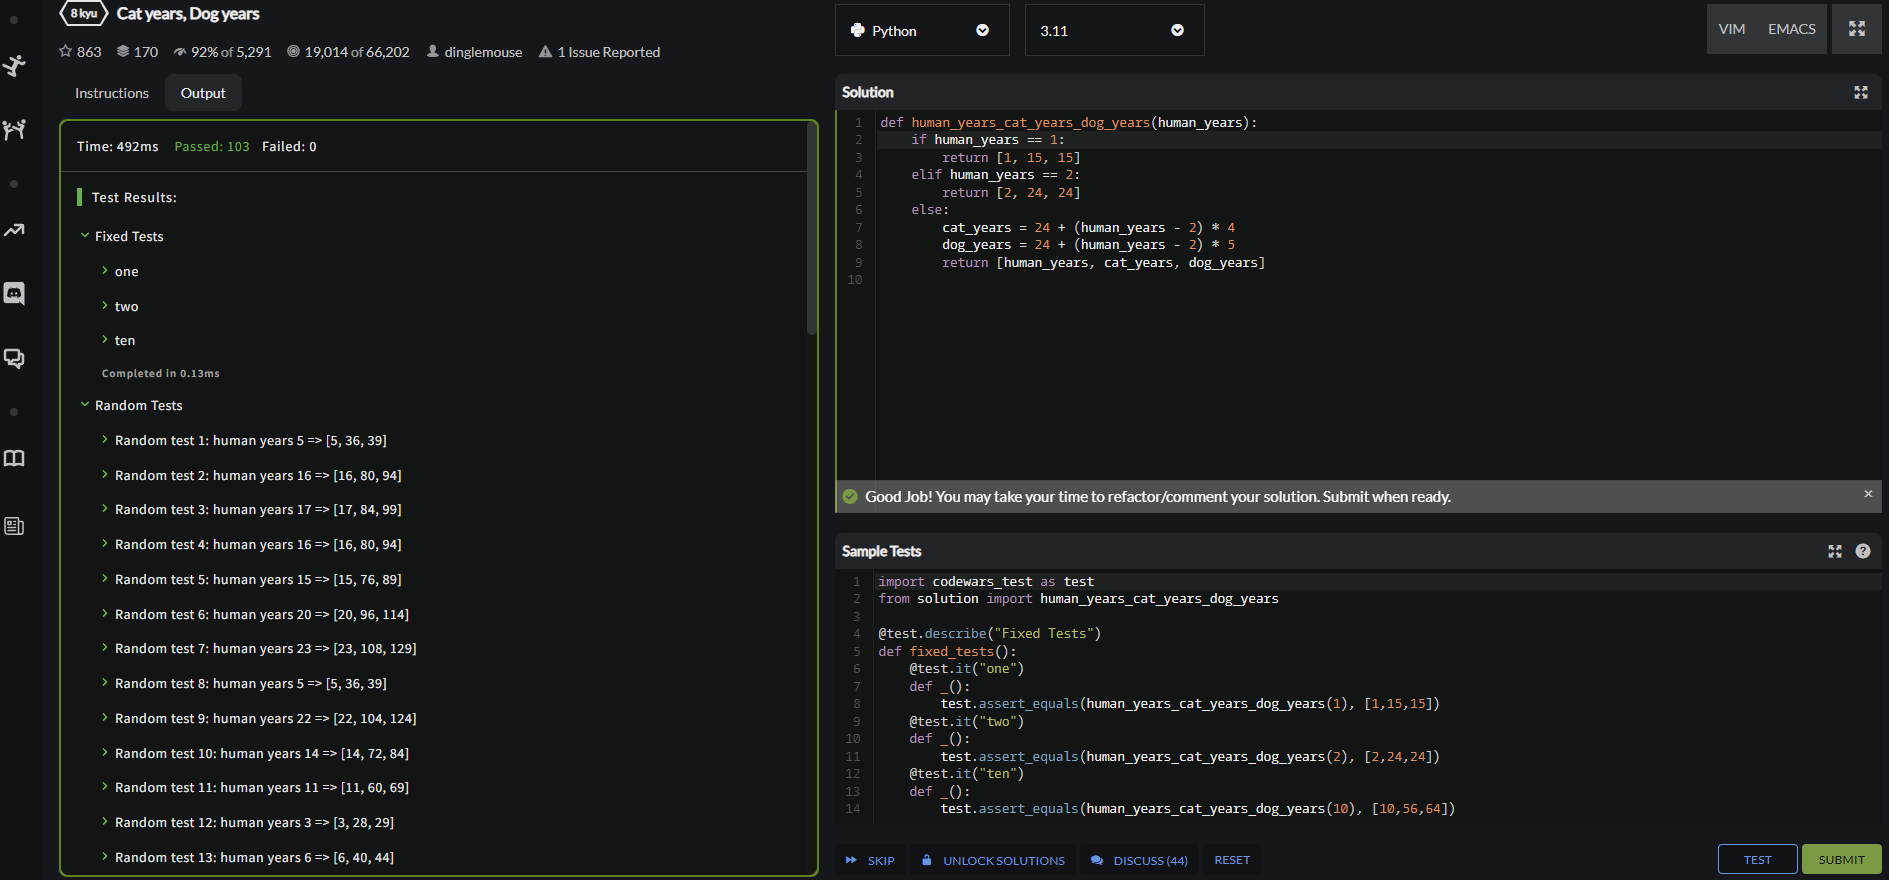 8 kyu Cat years, Dog years
863 170 92% of 5,291 19,014 of 66,202 dinglemouse 1 Issue Reported
Instructions Output
Time: 492ms Passed: 103 Failed: 0
Test Results:
Fixed Tests
one
two
ten
Completed in 0.13ms
Random Tests
Random test 1: human years 5 => [5, 36, 39]
Random test 2: human years 16 => [16, 80, 94]
Random test 3: human years 17 => [17, 84, 99]
Random test 4: human years 16 => [16, 80, 94]
Random test 5: human years 15 => [15, 76, 89]
Random test 6: human years 20 => [20, 96, 114]
Random test 7: human years 23 => [23, 108, 129]
Random test 8: human years 5 => [5, 36, 39]
Random test 9: human years 22 => [22, 104, 124]
Random test 10: human years 14 => [14, 72, 84]
Random test 11: human years 11 => [11, 60, 69]
Random test 12: human years 3 => [3, 28, 29]
Random test 13: human years 6 => [6, 40, 44]
Python 3.11 VIM EMACS
Solution
1 def human_years_cat_years_dog_years(human_years):
2     if human_years == 1:
3         return [1, 15, 15]
4     elif human_years == 2:
5         return [2, 24, 24]
6     else:
7         cat_years = 24 + (human_years - 2) * 4
8         dog_years = 24 + (human_years - 2) * 5
9         return [human_years, cat_years, dog_years]
10
Good Job! You may take your time to refactor/comment your solution. Submit when ready. ×
Sample Tests ?
1 import codewars_test as test
2 from solution import human_years_cat_years_dog_years
3
4 @test.describe("Fixed Tests")
5 def fixed_tests():
6     @test.it("one")
7     def _():
8         test.assert_equals(human_years_cat_years_dog_years(1), [1,15,15])
9     @test.it("two")
10     def _():
11         test.assert_equals(human_years_cat_years_dog_years(2), [2,24,24])
12     @test.it("ten")
13     def _():
14         test.assert_equals(human_years_cat_years_dog_years(10), [10,56,64])
SKIP UNLOCK SOLUTIONS DISCUSS (44) RESET TEST SUBMIT